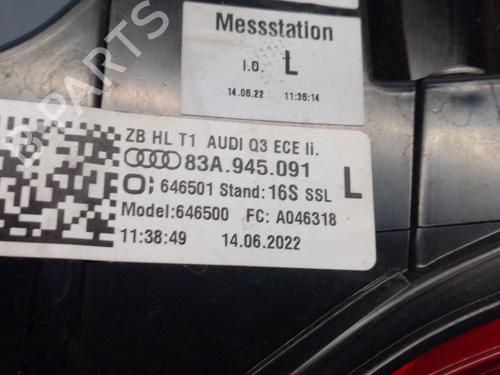 Messstation
I.O. L
14.06.22 11:36:14
ZB HL T1 AUDI Q3 ECE li.
83A.945.091
646501 Stand:16S SSL L
Model:646500 FC: A046318
11:38:49 14.06.2022
B PARTS